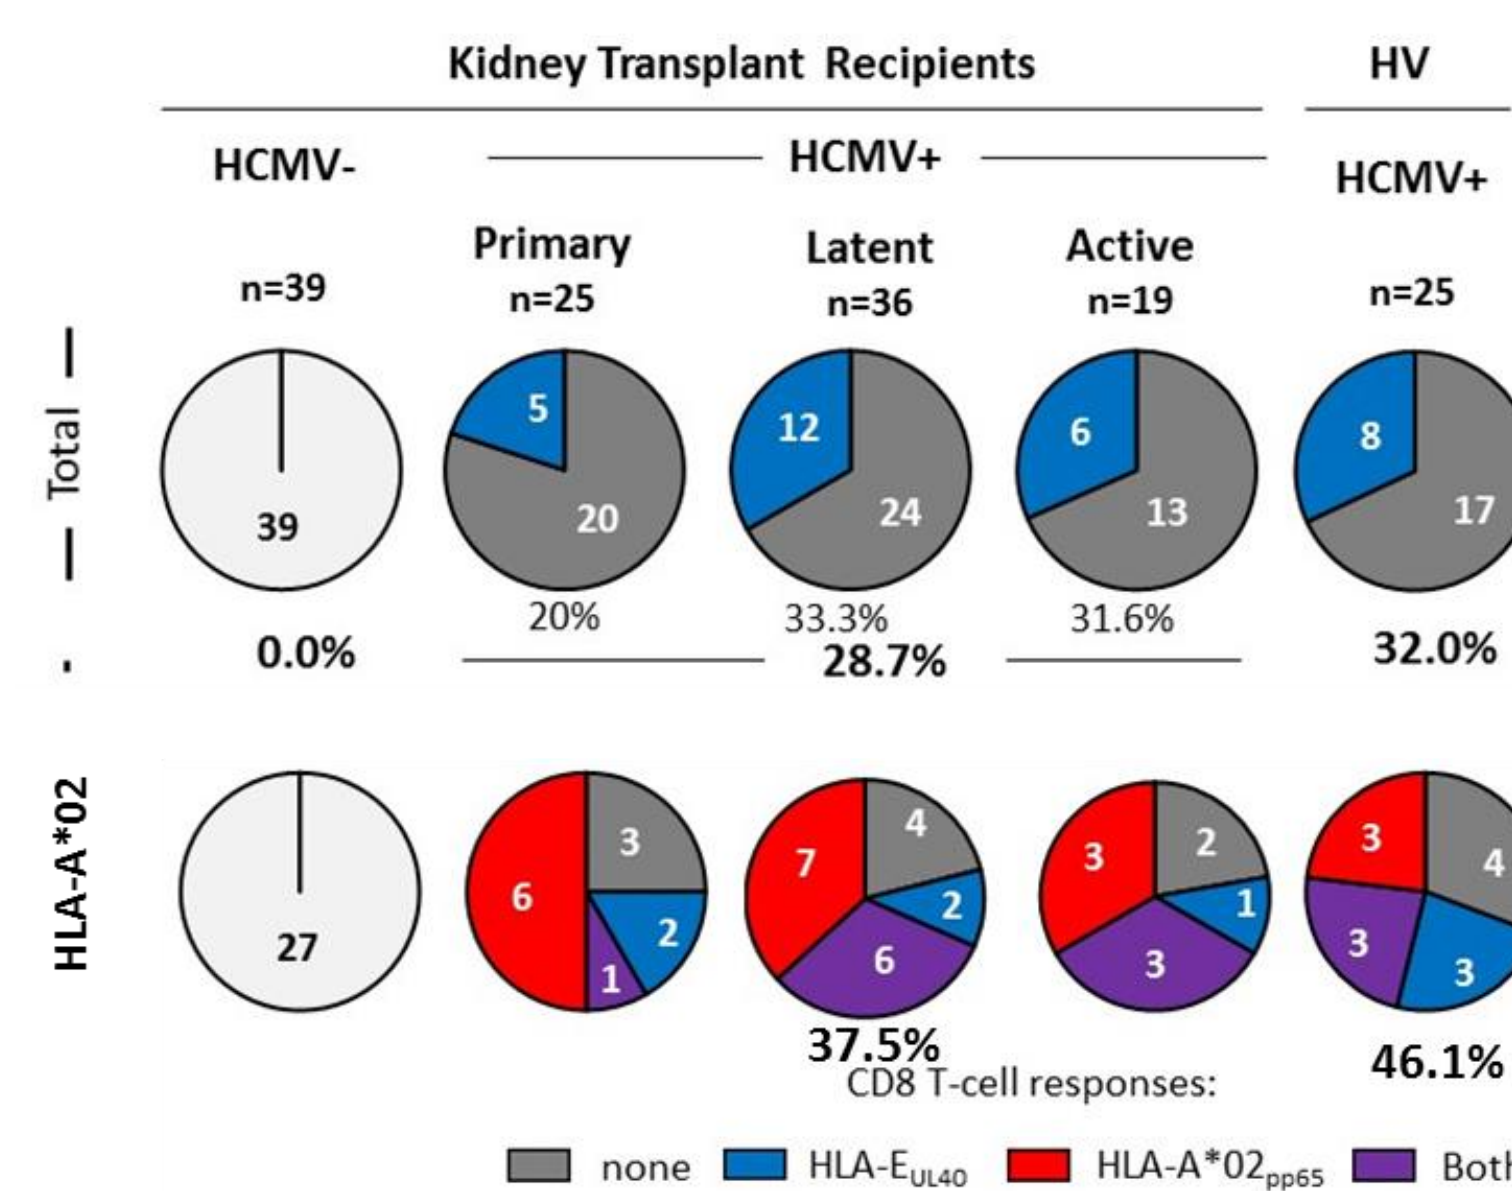 Kidney Transplant Recipients HV
HCMV- HCMV+ HCMV+
Primary Latent Active
n=39 n=25 n=36 n=19 n=25
Total
5 12 6 8
39 20 24 13 17
20% 33.3% 31.6%
0.0% 28.7% 32.0%
HLA-A*02
27
3 2 1 6
4 2 6 7
2 1 3 3
4 3 3 3
37.5% 46.1%
CD8 T-cell responses:
none HLA-EUL40 HLA-A*02pp65